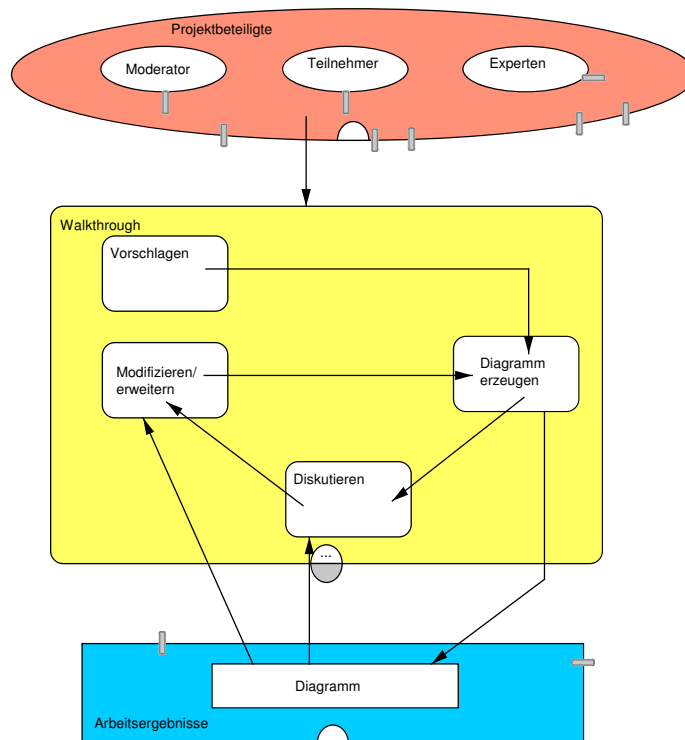 Projektbeteiligte
Moderator
Teilnehmer
Experten
Walkthrough
Vorschlagen
Modifizieren/
erweitern
Diagramm
erzeugen
Diskutieren
...
Diagramm
Arbeitsergebnisse